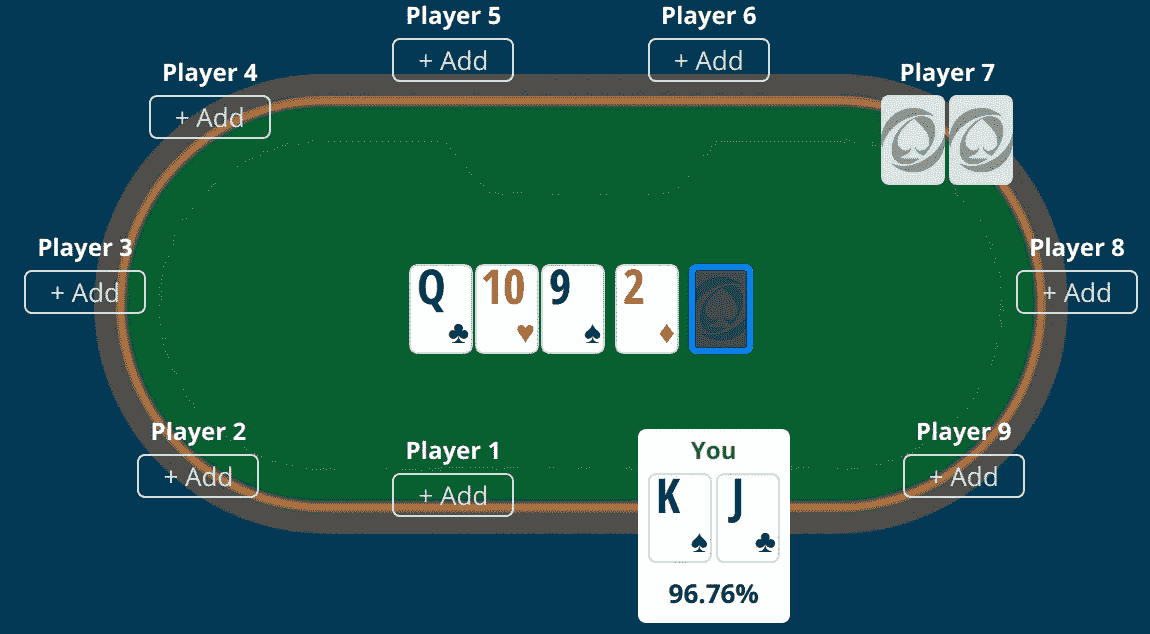 Player 5
+ Add
Player 6
+ Add
Player 4
+ Add
Player 7
Player 3
+ Add
Q♣
10♥
9♠
2♦
Player 8
+ Add
Player 2
+ Add
Player 1
+ Add
You
K♠
J♣
96.76%
Player 9
+ Add